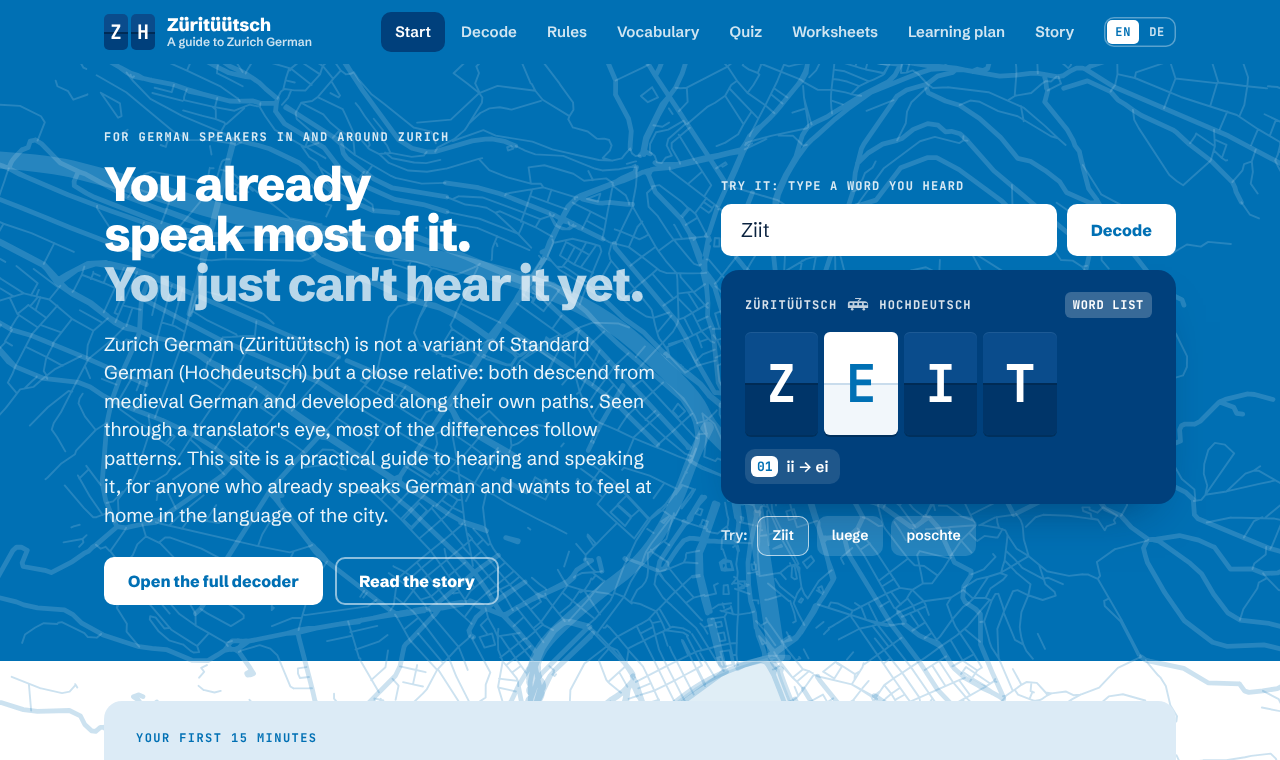 Z H
Züritüütsch
A guide to Zurich German
Start
Decode
Rules
Vocabulary
Quiz
Worksheets
Learning plan
Story
EN
DE
FOR GERMAN SPEAKERS IN AND AROUND ZURICH
You already
speak most of it.
You just can't hear it yet.
Zurich German (Züritüütsch) is not a variant of Standard
German (Hochdeutsch) but a close relative: both descend from
medieval German and developed along their own paths. Seen
through a translator's eye, most of the differences follow
patterns. This site is a practical guide to hearing and speaking
it, for anyone who already speaks German and wants to feel at
home in the language of the city.
Open the full decoder
Read the story
TRY IT: TYPE A WORD YOU HEARD
Ziit
Decode
ZÜRITÜÜTSCH HOCHDEUTSCH
WORD LIST
Z E I T
01 ii → ei
Try: Ziit luege poschte
YOUR FIRST 15 MINUTES